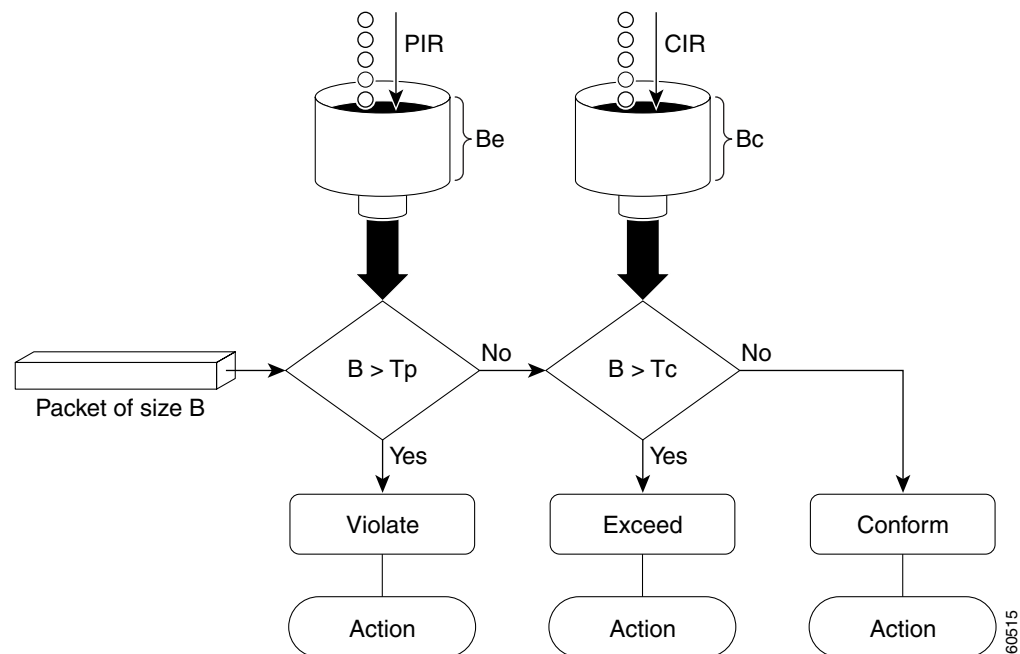 PIR
CIR
Be
Bc
B > Tp
No
B > Tc
No
Packet of size B
Yes
Yes
Violate
Exceed
Conform
Action
Action
Action
60515